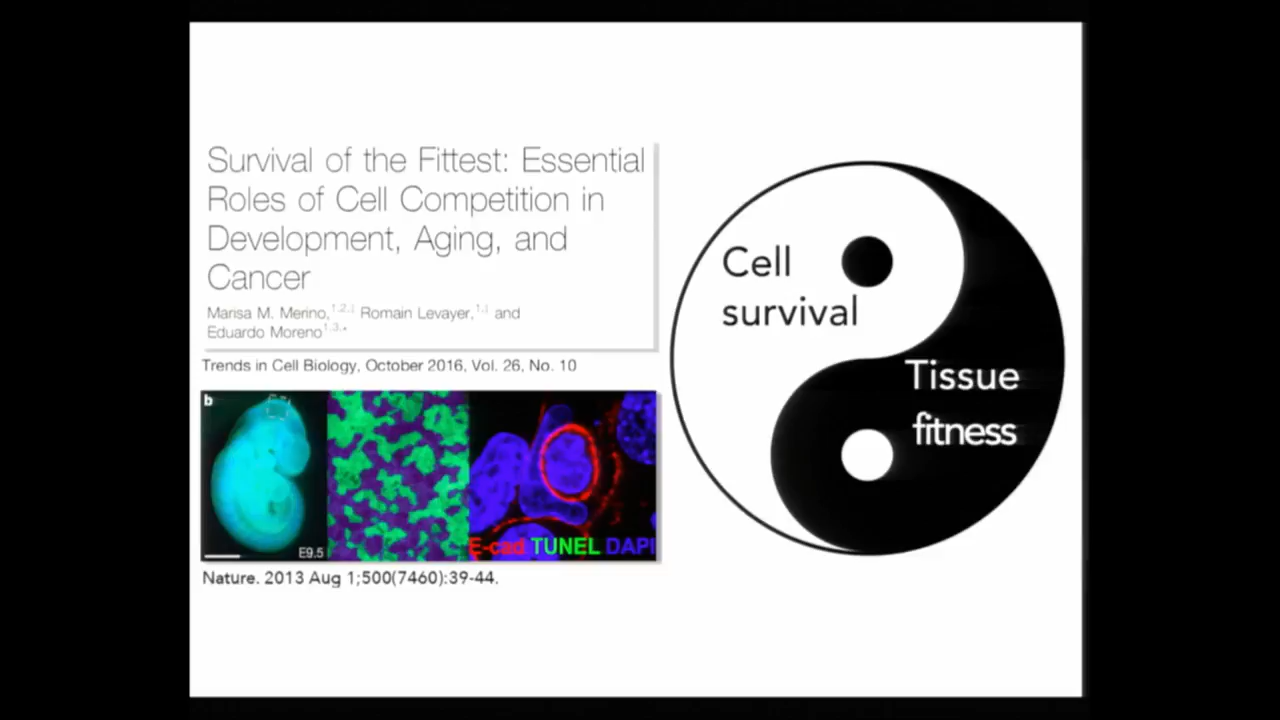 Survival of the Fittest: Essential
Roles of Cell Competition in
Development, Aging, and
Cancer
Marisa M. Merino, Romain Levayer, and
Eduardo Moreno
Trends in Cell Biology, October 2016, Vol. 26, No. 10
b
E9.5
E-cad TUNEL DAPI
Nature. 2013 Aug 1;500(7460):39-44.
Cell
survival
Tissue
fitness